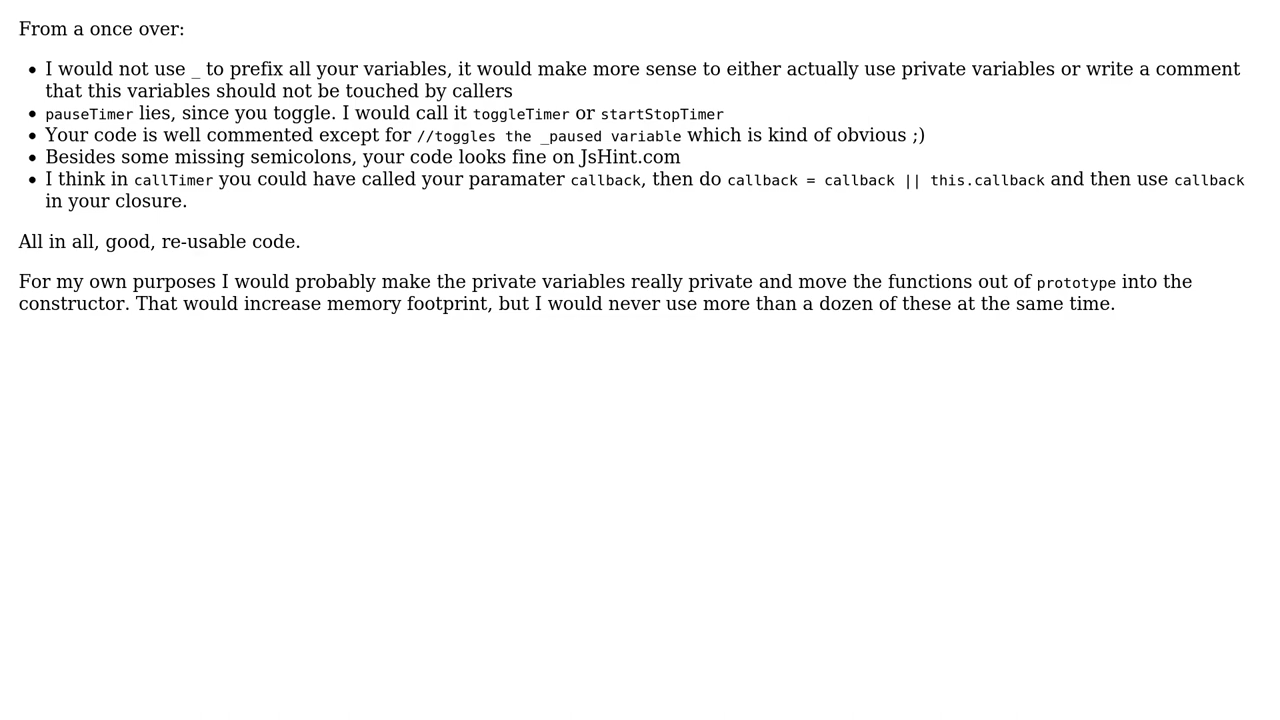 From a once over:
• I would not use _ to prefix all your variables, it would make more sense to either actually use private variables or write a comment
that this variables should not be touched by callers
• pauseTimer lies, since you toggle. I would call it toggleTimer or startStopTimer
• Your code is well commented except for //toggles the _paused variable which is kind of obvious ;)
• Besides some missing semicolons, your code looks fine on JsHint.com
• I think in callTimer you could have called your paramater callback, then do callback = callback || this.callback and then use callback
in your closure.
All in all, good, re-usable code.
For my own purposes I would probably make the private variables really private and move the functions out of prototype into the
constructor. That would increase memory footprint, but I would never use more than a dozen of these at the same time.